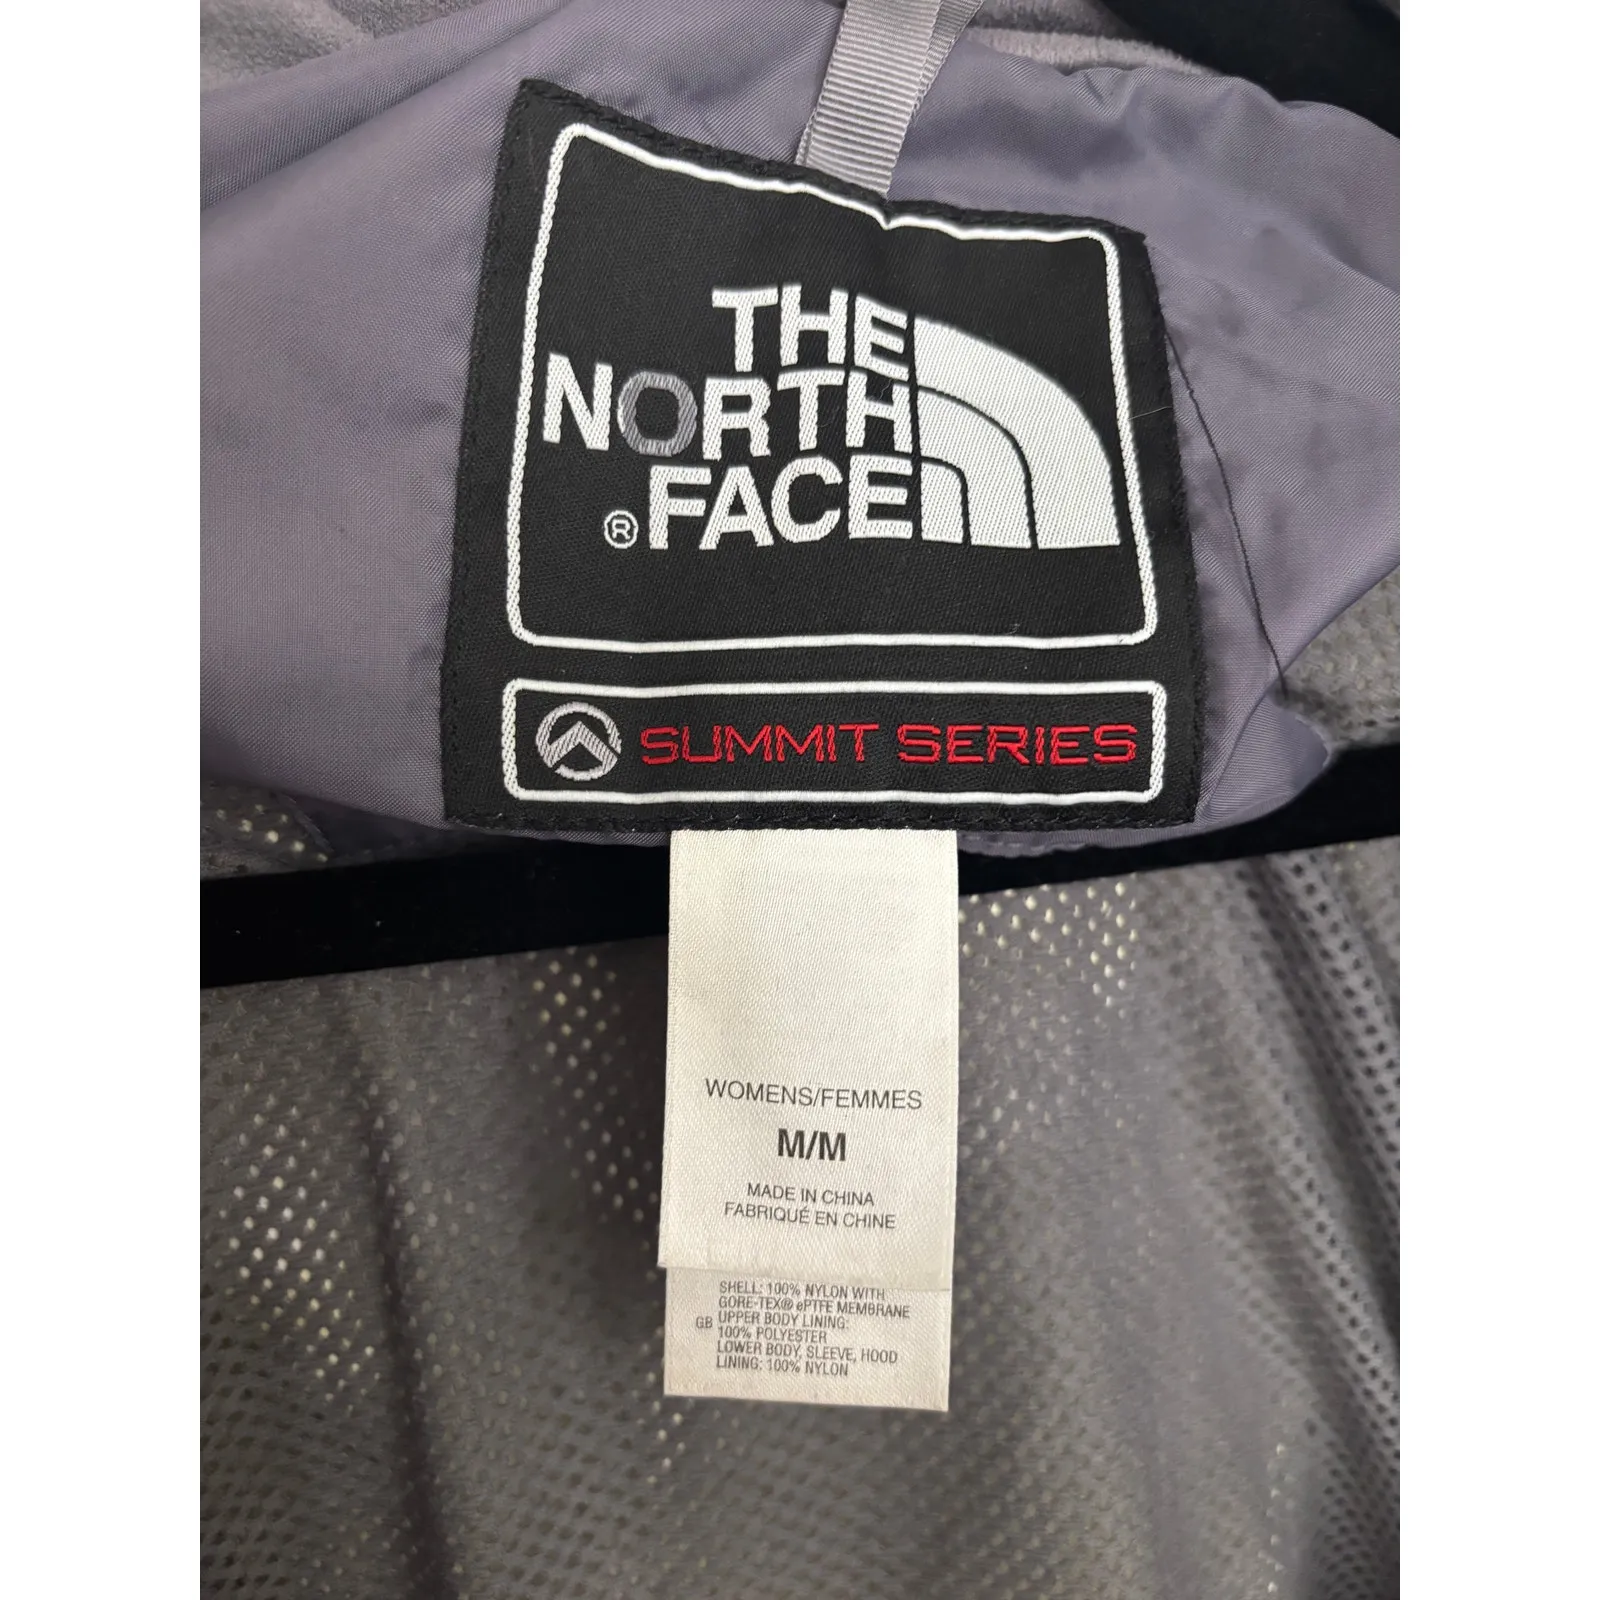 THE
NORTH
® FACE
SUMMIT SERIES
WOMENS/FEMMES
M/M
MADE IN CHINA
FABRIQUÉ EN CHINE
SHELL: 100% NYLON WITH
GORE-TEX® ePTFE MEMBRANE
GB UPPER BODY LINING:
100% POLYESTER
LOWER BODY, SLEEVE, HOOD
LINING: 100% NYLON